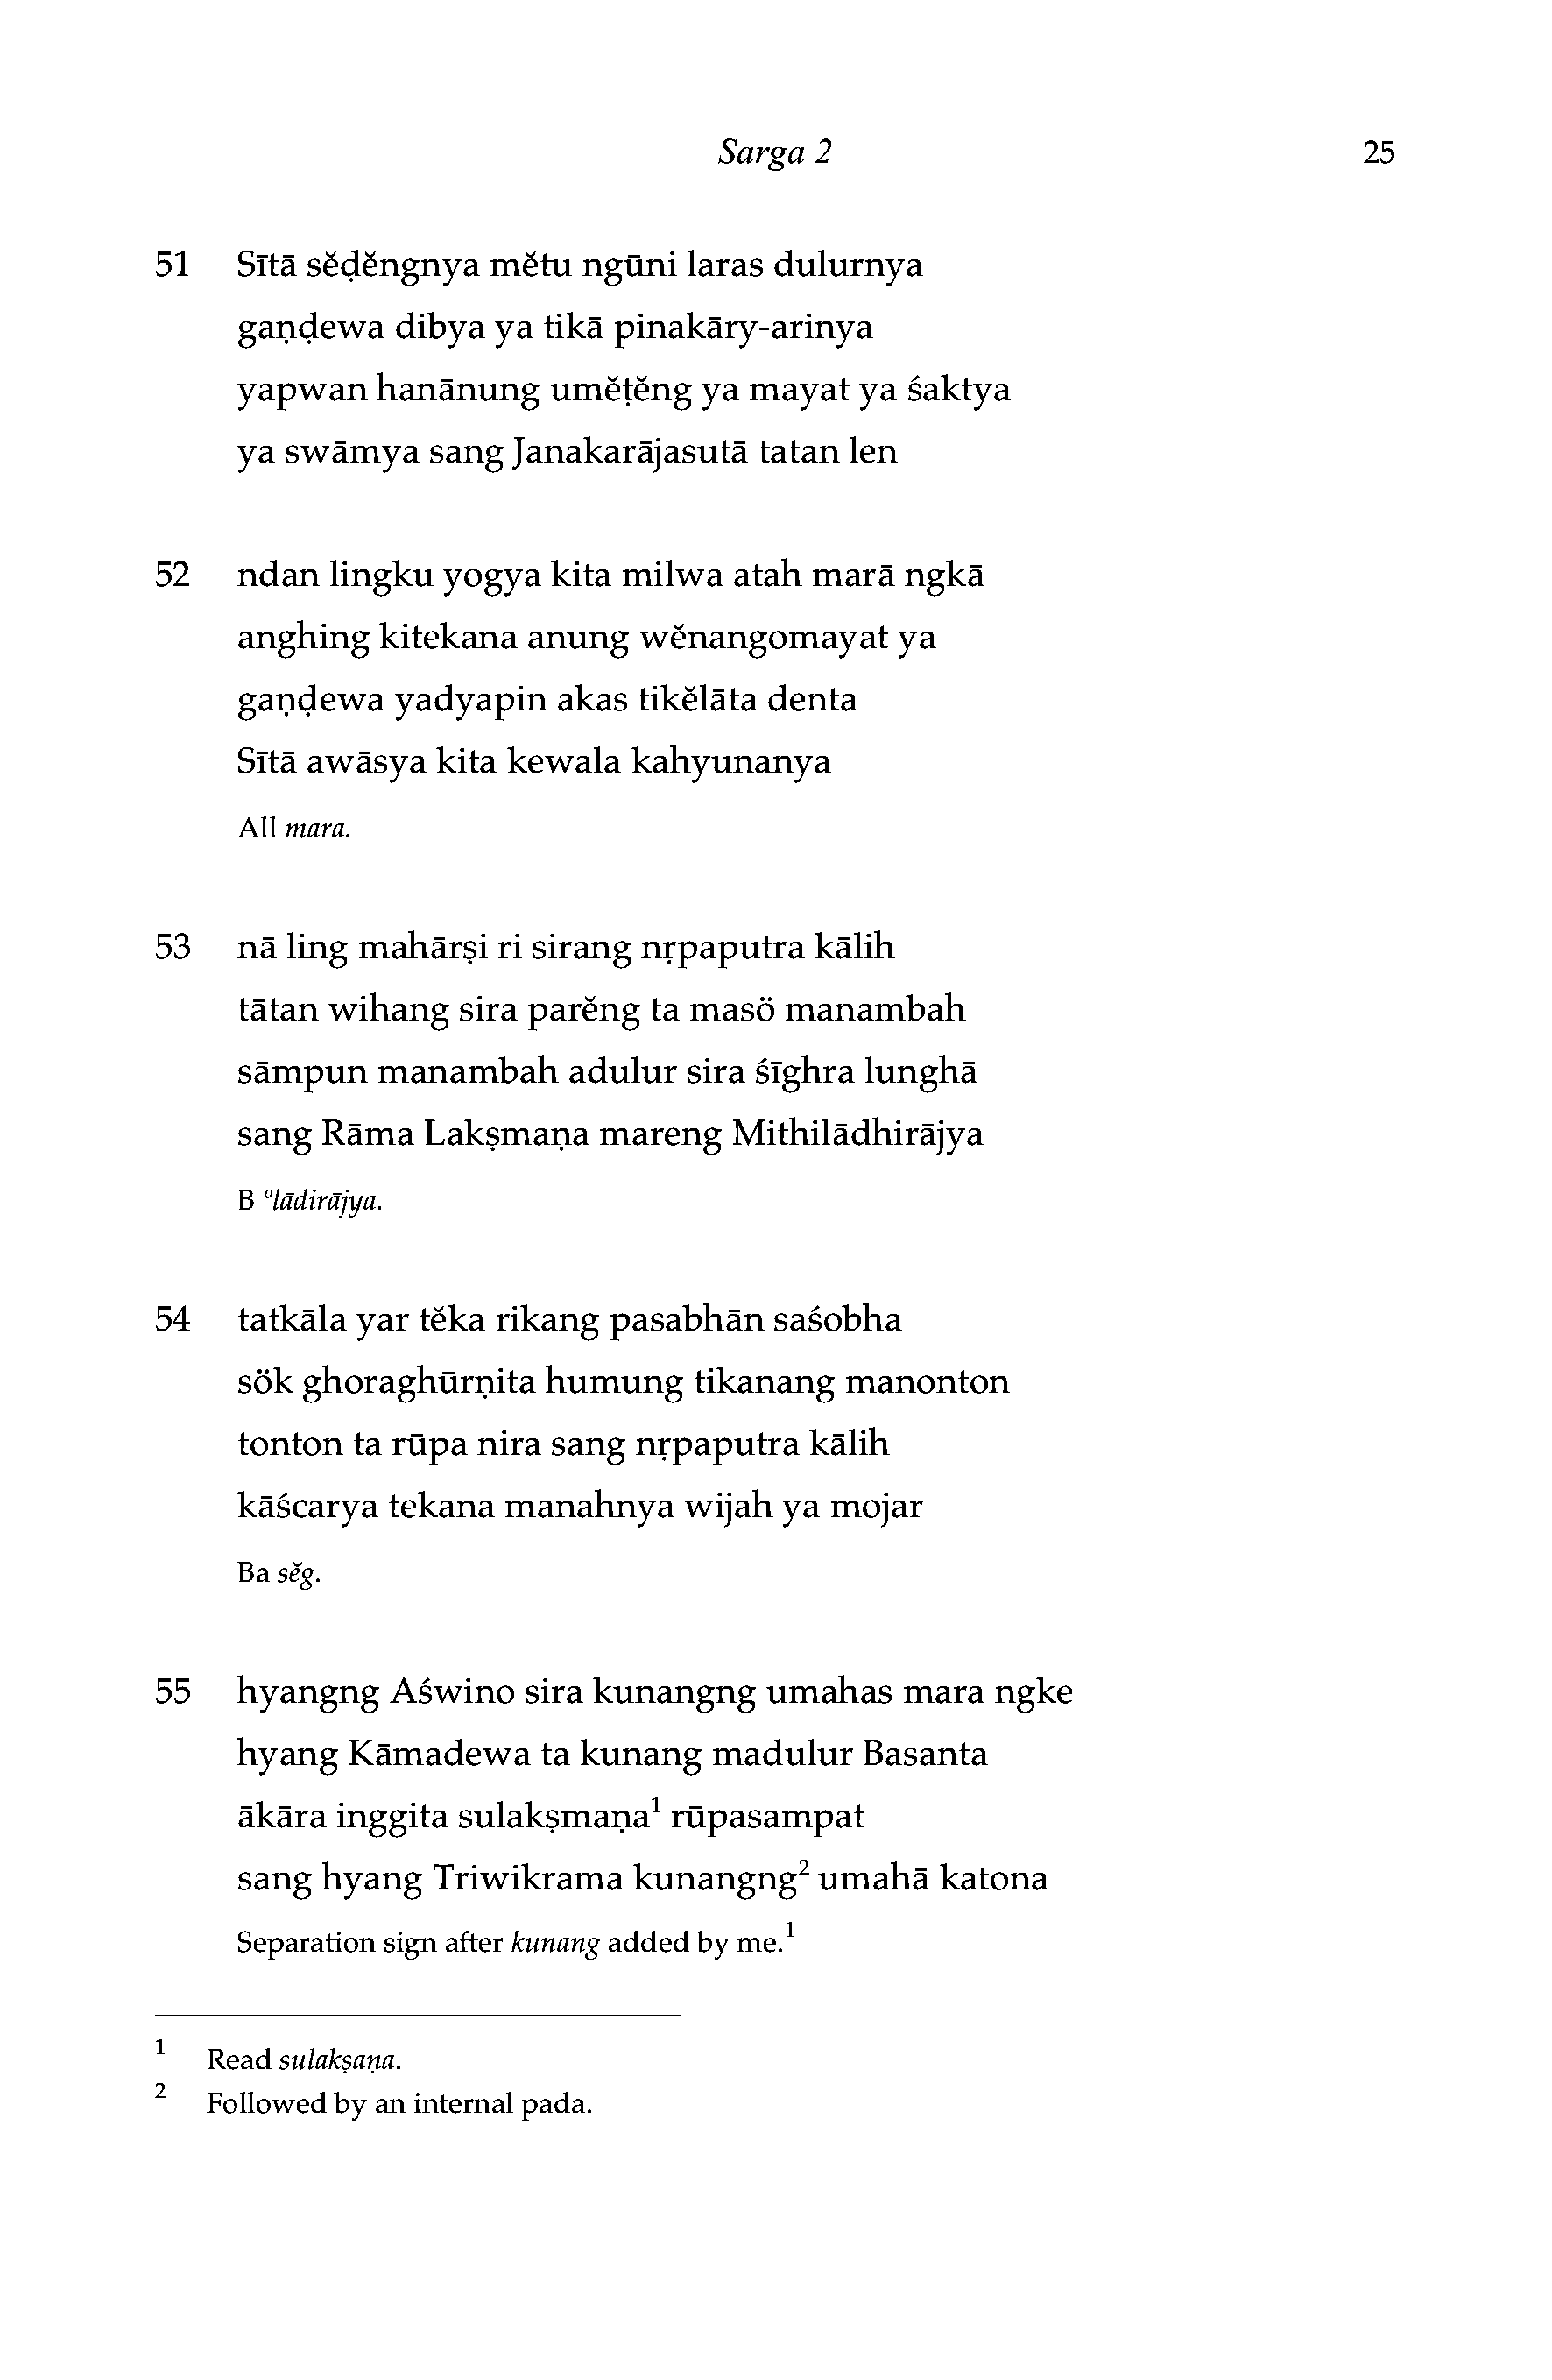 Sarga 2 25
51 Sītā sĕḍĕngnya mĕtu ngūni laras dulurnya
gaṇḍewa dibya ya tikā pinakāry-arinya
yapwan hanānung umĕṭĕng ya mayat ya śaktya
ya swāmya sang Janakarājasutā tatan len
52 ndan lingku yogya kita milwa atah marā ngkā
anghing kitekana anung wĕnangomayat ya
gaṇḍewa yadyapin akas tikĕlāta denta
Sītā awāsya kita kewala kahyunanya
All mara.
53 nā ling mahārṣi ri sirang nṛpaputra kālih
tātan wihang sira parĕng ta masö manambah
sāmpun manambah adulur sira śīghra lunghā
sang Rāma Lakṣmaṇa mareng Mithilādhirājya
B °lādirājya.
54 tatkāla yar tĕka rikang pasabhān saśobha
sök ghoraghūrṇita humung tikanang manonton
tonton ta rūpa nira sang nṛpaputra kālih
kāścarya tekana manahnya wijah ya mojar
Ba sĕg.
55 hyangng Aświno sira kunangng umahas mara ngke
hyang Kāmadewa ta kunang madulur Basanta
ākāra inggita sulakṣmaṇa¹ rūpasampat
sang hyang Triwikrama kunangng² umahā katona
Separation sign after kunang added by me.¹
¹ Read sulakṣaṇa.
² Followed by an internal pada.